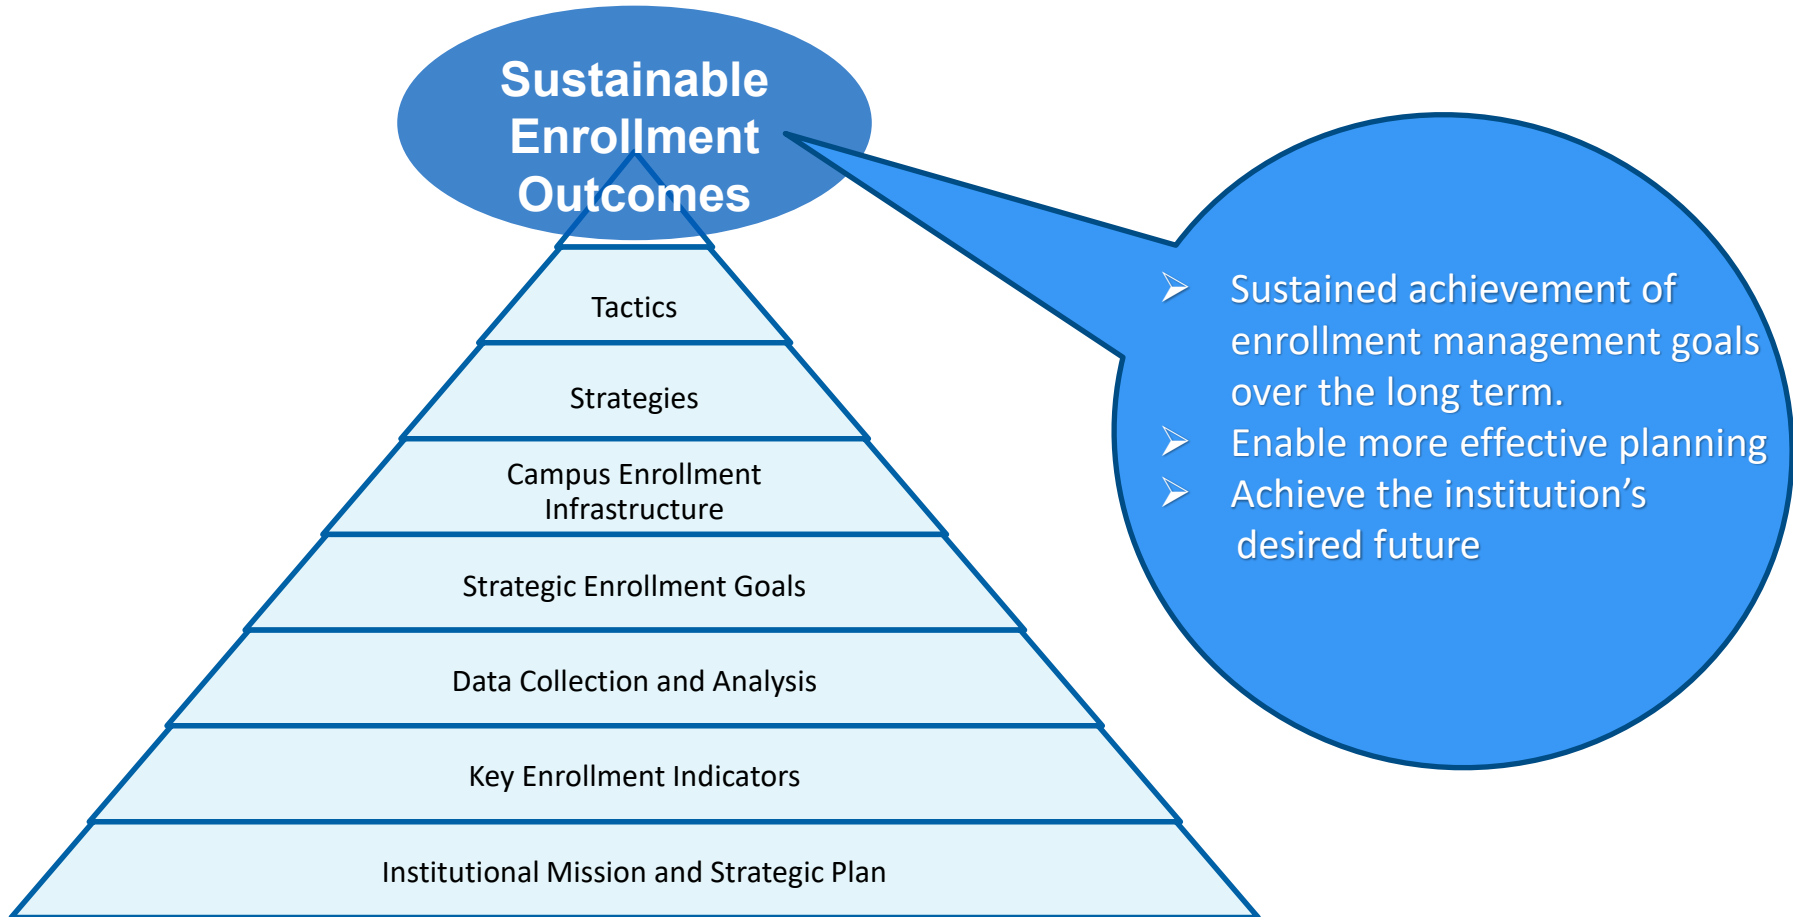 Sustainable
Enrollment
Outcomes
Tactics
Strategies
Campus Enrollment
Infrastructure
Strategic Enrollment Goals
Data Collection and Analysis
Key Enrollment Indicators
Institutional Mission and Strategic Plan
➢ Sustained achievement of
enrollment management goals
over the long term.
➢ Enable more effective planning
➢ Achieve the institution’s
desired future